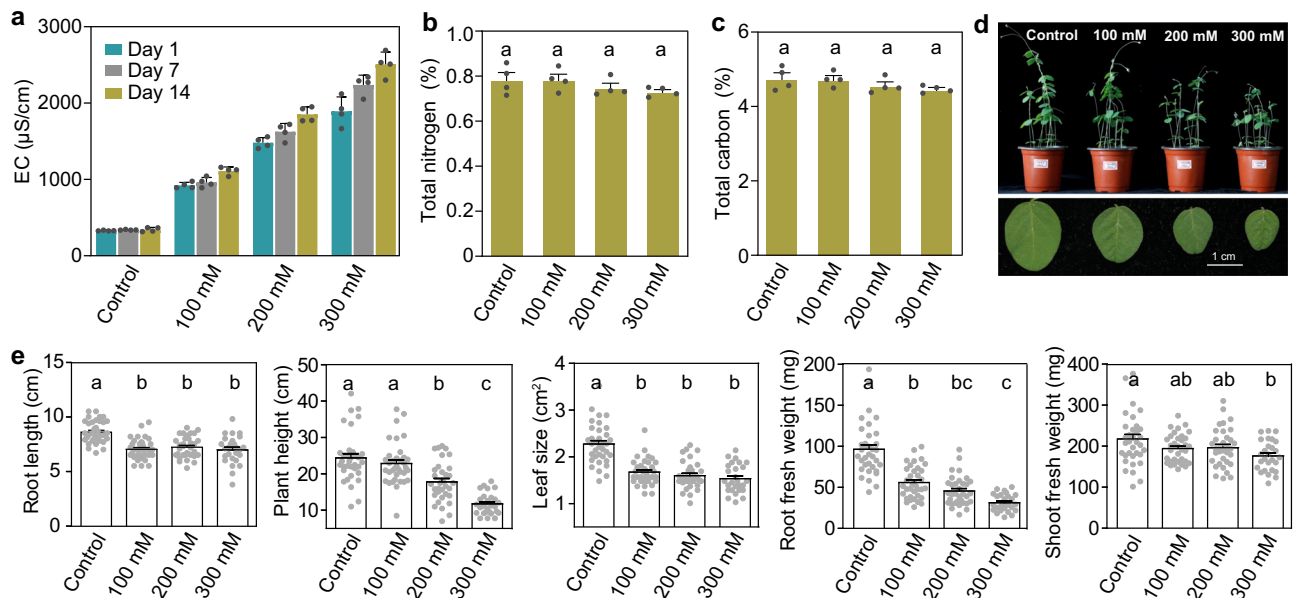 a
EC (µS/cm)
3000
2000
1000
0
Day 1
Day 7
Day 14
Control
100 mM
200 mM
300 mM
b
Total nitrogen (%)
1.0
0.8
0.6
0.4
0.2
0.0
a a a a
Control
100 mM
200 mM
300 mM
c
Total carbon (%)
6
4
2
0
a a a a
Control
100 mM
200 mM
300 mM
d
Control 100 mM 200 mM 300 mM
1 cm
e
Root length (cm)
15
10
5
0
a b b b
Control
100 mM
200 mM
300 mM
Plant height (cm)
50
40
30
20
10
a a b c
Control
100 mM
200 mM
300 mM
Leaf size (cm²)
4
3
2
1
a b b b
Control
100 mM
200 mM
300 mM
Root fresh weight (mg)
200
150
100
50
0
a b bc c
Control
100 mM
200 mM
300 mM
Shoot fresh weight (mg)
400
300
200
100
0
a ab ab b
Control
100 mM
200 mM
300 mM